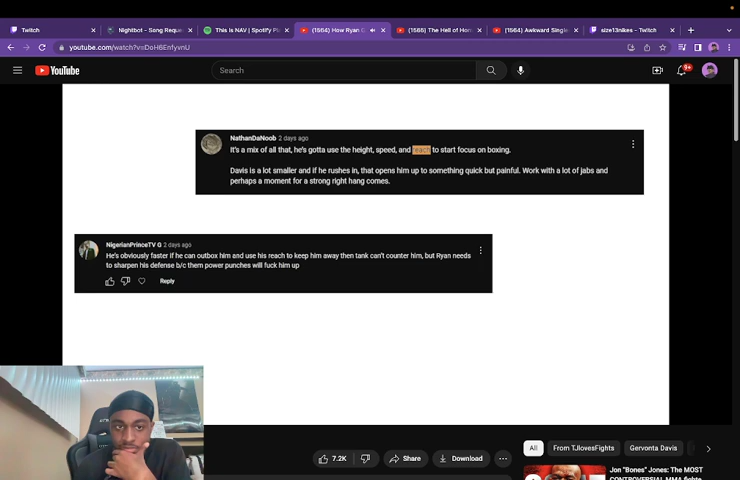 Twitch
Nightbot - Song Reque
This Is NAV | Spotify Pl
(1564) How Ryan G
(1565) The Hell of Hom
(1564) Awkward Single
size13nikes - Twitch
youtube.com/watch?v=DoH6EnfyvnU
YouTube
Search
9+
NathanDaNoob 2 days ago
It's a mix of all that, he's gotta use the height, speed, and reach to start focus on boxing.
Davis is a lot smaller and if he rushes in, that opens him up to something quick but painful. Work with a lot of jabs and
perhaps a moment for a strong right hang comes.
NigerianPrinceTV G 2 days ago
He's obviously faster if he can outbox him and use his reach to keep him away then tank can't counter him, but Ryan needs
to sharpen his defense b/c them power punches will fuck him up
Reply
7.2K
Share
Download
All
From TJLovesFights
Gervonta Davis
Jon "Bones" Jones: The MOST
CONTROVERSIAL MMA fighte